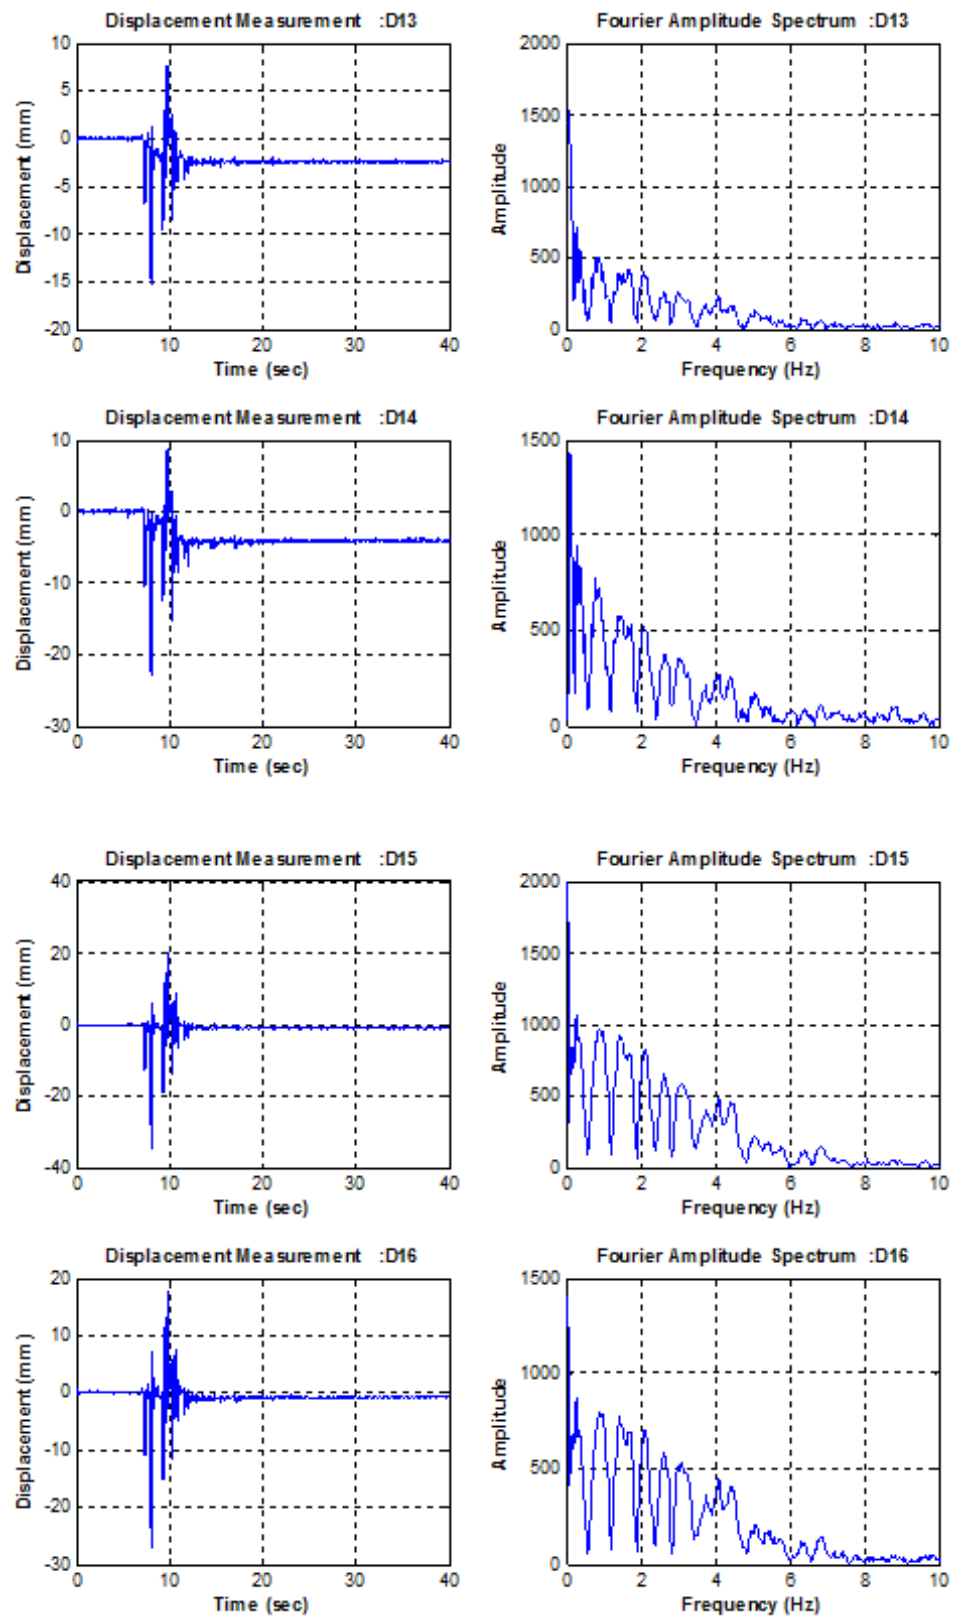 Displacement Measurement :D13
Fourier Amplitude Spectrum :D13
10
5
0
-5
-10
-15
-20
Displacement (mm)
0 10 20 30 40
Time (sec)
2000
1500
1000
500
0
Amplitude
0 2 4 6 8 10
Frequency (Hz)
Displacement Measurement :D14
Fourier Amplitude Spectrum :D14
10
0
-10
-20
-30
Displacement (mm)
0 10 20 30 40
Time (sec)
1500
1000
500
0
Amplitude
0 2 4 6 8 10
Frequency (Hz)
Displacement Measurement :D15
Fourier Amplitude Spectrum :D15
40
20
0
-20
-40
Displacement (mm)
0 10 20 30 40
Time (sec)
2000
1500
1000
500
0
Amplitude
0 2 4 6 8 10
Frequency (Hz)
Displacement Measurement :D16
Fourier Amplitude Spectrum :D16
20
10
0
-10
-20
-30
Displacement (mm)
0 10 20 30 40
Time (sec)
1500
1000
500
0
Amplitude
0 2 4 6 8 10
Frequency (Hz)